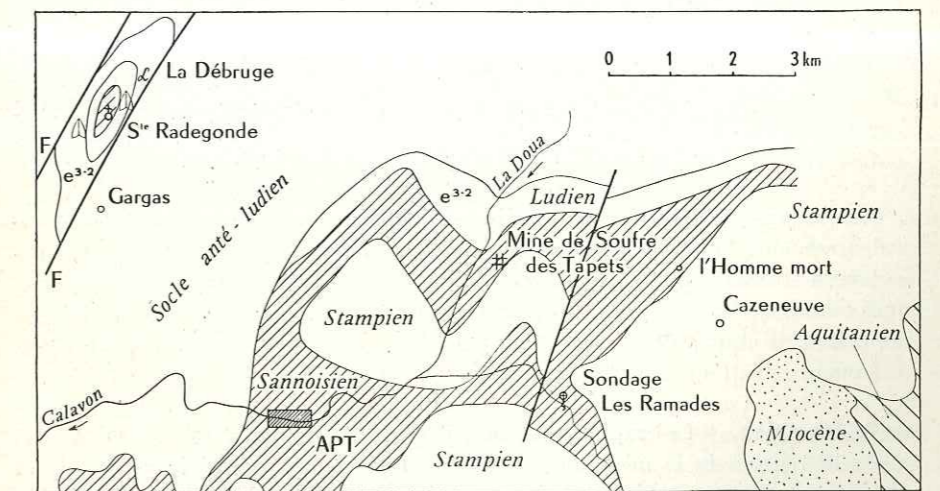 0 1 2 3 km
La Débruge
Ste Radegonde
F
e3-2
Gargas
F
Socle anté-ludien
La Doua
e3-2
Ludien
Stampien
Mine de Soufre
des Tapets
l'Homme mort
Cazeneuve
Stampien
Aquitanien
Sannoisien
Sondage
Les Ramades
Calavon
APT
Miocène
Stampien